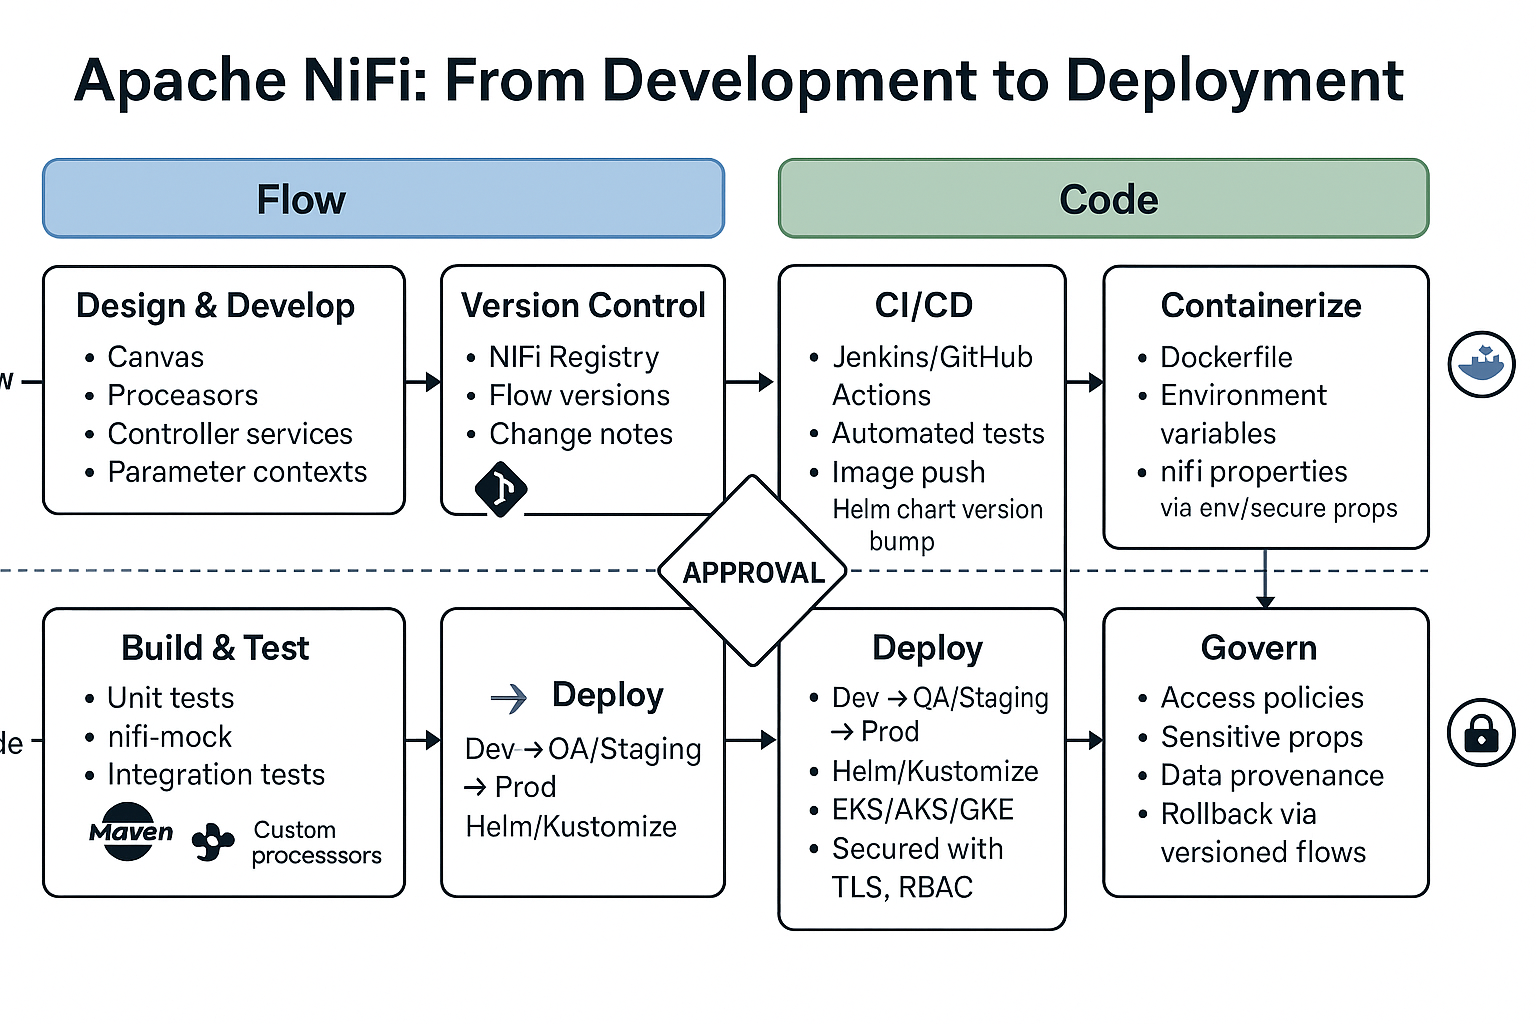 Apache NiFi: From Development to Deployment
Flow
Code
w
Design & Develop
• Canvas
• Proceasors
• Controller services
• Parameter contexts
Version Control
• NIFi Registry
• Flow versions
• Change notes
CI/CD
• Jenkins/GitHub
Actions
• Automated tests
• Image push
Helm chart version
bump
Containerize
• Dockerfile
• Environment
variables
• nifi properties
via env/secure props
APPROVAL
de
Build & Test
• Unit tests
• nifi-mock
• Integration tests
Maven
Custom
processsors
→ Deploy
Dev→OA/Staging
→ Prod
Helm/Kustomize
Deploy
• Dev →QA/Staging
→ Prod
• Helm/Kustomize
• EKS/AKS/GKE
• Secured with
TLS, RBAC
Govern
• Access policies
• Sensitive props
• Data provenance
• Rollback via
versioned flows